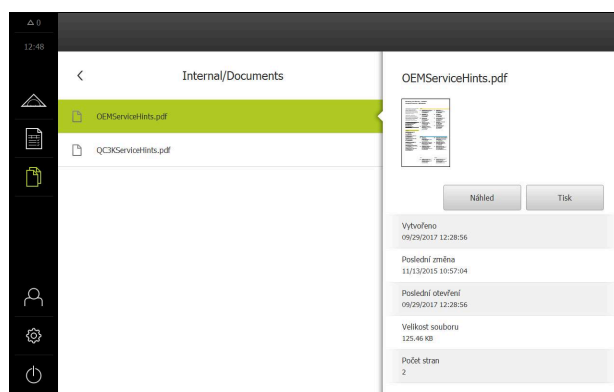 0
12:48
Internal/Documents
OEMServiceHints.pdf
QC3KServiceHints.pdf
OEMServiceHints.pdf
Náhled
Tisk
Vytvořeno
09/29/2017 12:28:56
Poslední změna
11/13/2015 10:57:04
Poslední otevření
09/29/2017 12:28:56
Velikost souboru
125.46 KB
Počet stran
2